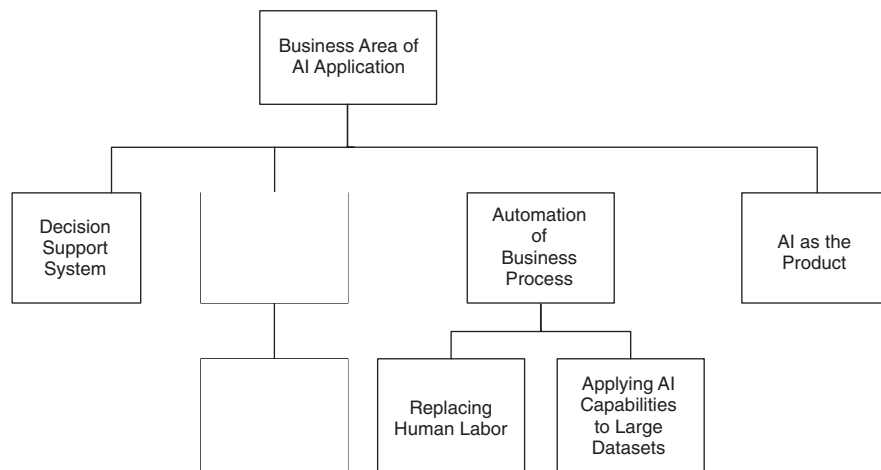 Business Area of
AI Application
Decision
Support
System
Automation
of
Business
Process
AI as the
Product
Replacing
Human Labor
Applying AI
Capabilities
to Large
Datasets